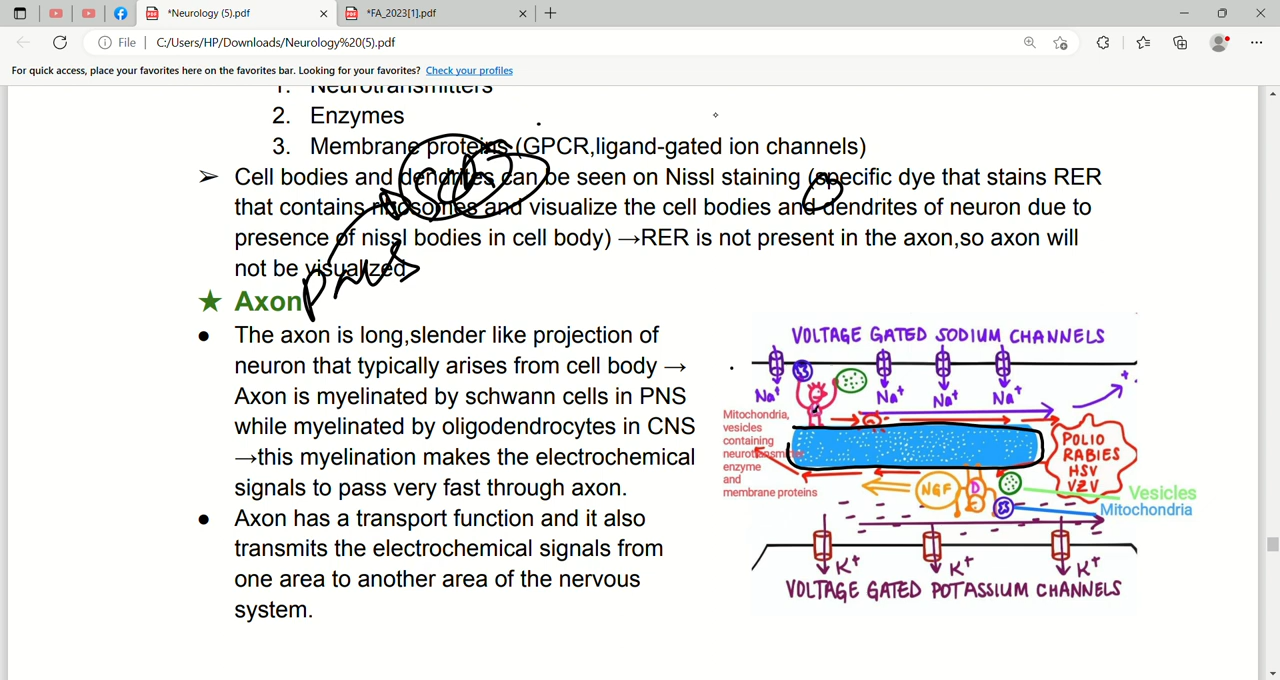 *Neurology (5).pdf
*FA_2023[1].pdf
File
C:/Users/HP/Downloads/Neurology%20(5).pdf
For quick access, place your favorites here on the favorites bar. Looking for your favorites? Check your profiles
1. Neurotransmitters
2. Enzymes
3. Membrane proteins (GPCR,ligand-gated ion channels)
➢ Cell bodies and dendrites can be seen on Nissl staining (specific dye that stains RER
that contains ribosomes and visualize the cell bodies and dendrites of neuron due to
presence of nissl bodies in cell body) →RER is not present in the axon,so axon will
not be visualized
★ Axon
● The axon is long,slender like projection of
neuron that typically arises from cell body →
Axon is myelinated by schwann cells in PNS
while myelinated by oligodendrocytes in CNS
→this myelination makes the electrochemical
signals to pass very fast through axon.
● Axon has a transport function and it also
transmits the electrochemical signals from
one area to another area of the nervous
system.
VOLTAGE GATED SODIUM CHANNELS
Na+ Na+ Na+ Na+
Mitochondria,
vesicles
containing
neurotransmitter
enzyme
and
membrane proteins
POLIO
RABIES
HSV
VZV
NGF
D
Vesicles
Mitochondria
K+ K+ K+
VOLTAGE GATED POTASSIUM CHANNELS